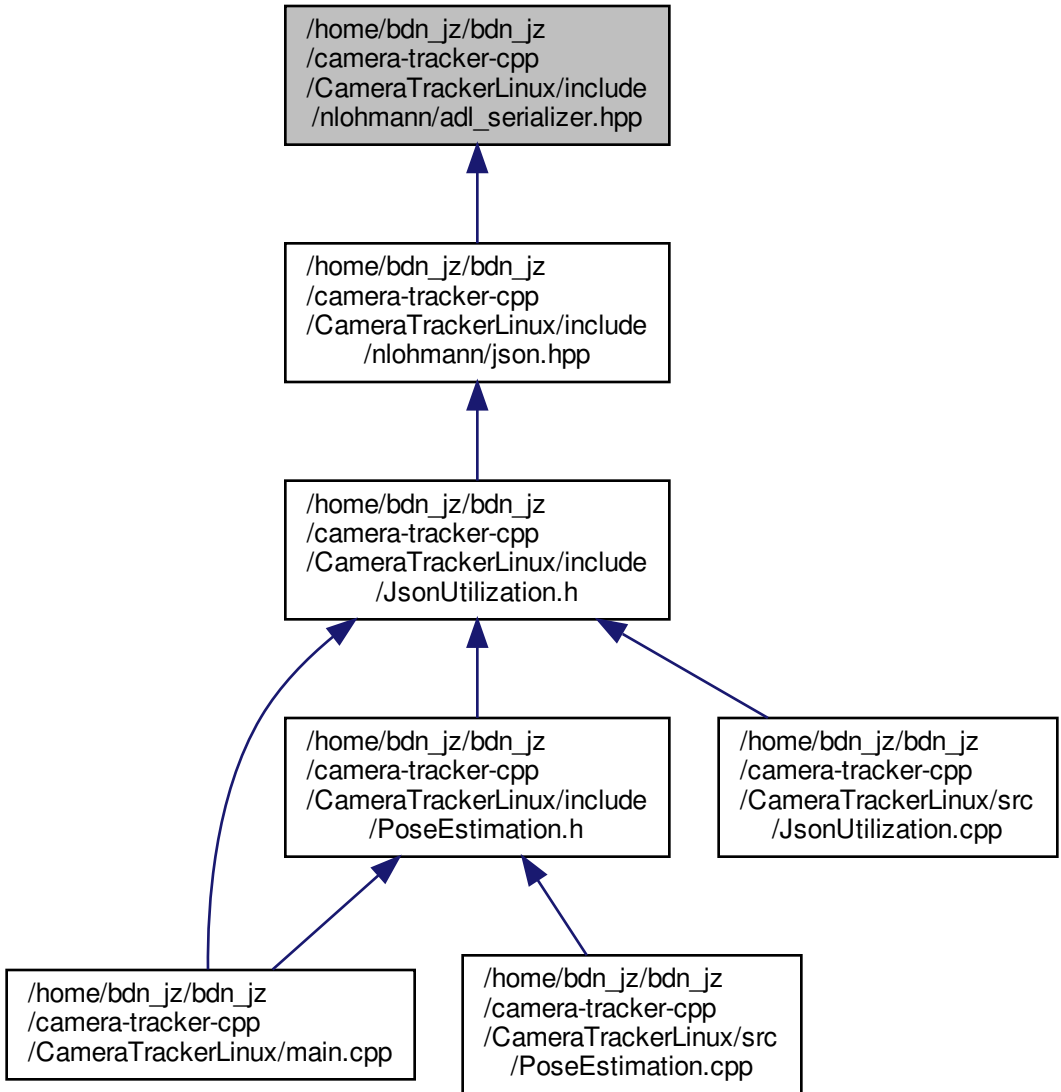 /home/bdn_jz/bdn_jz
/camera-tracker-cpp
/CameraTrackerLinux/include
/nlohmann/adl_serializer.hpp
/home/bdn_jz/bdn_jz
/camera-tracker-cpp
/CameraTrackerLinux/include
/nlohmann/json.hpp
/home/bdn_jz/bdn_jz
/camera-tracker-cpp
/CameraTrackerLinux/include
/JsonUtilization.h
/home/bdn_jz/bdn_jz
/camera-tracker-cpp
/CameraTrackerLinux/include
/PoseEstimation.h
/home/bdn_jz/bdn_jz
/camera-tracker-cpp
/CameraTrackerLinux/src
/JsonUtilization.cpp
/home/bdn_jz/bdn_jz
/camera-tracker-cpp
/CameraTrackerLinux/main.cpp
/home/bdn_jz/bdn_jz
/camera-tracker-cpp
/CameraTrackerLinux/src
/PoseEstimation.cpp